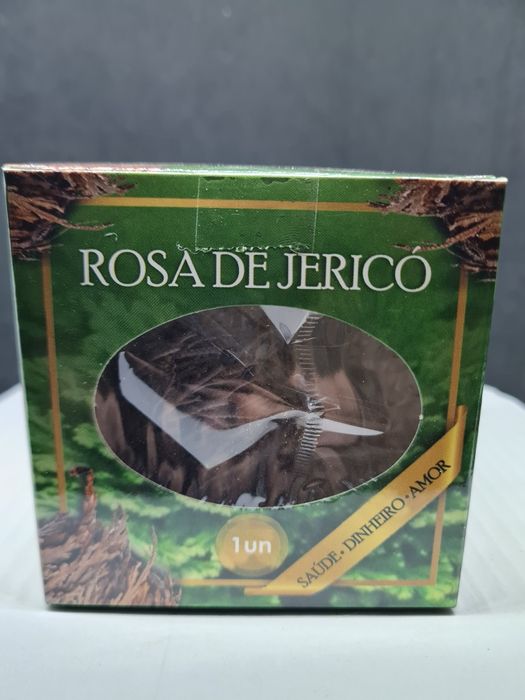 ROSA DE JERICÓ
1un
SAÚDE • DINHEIRO • AMOR